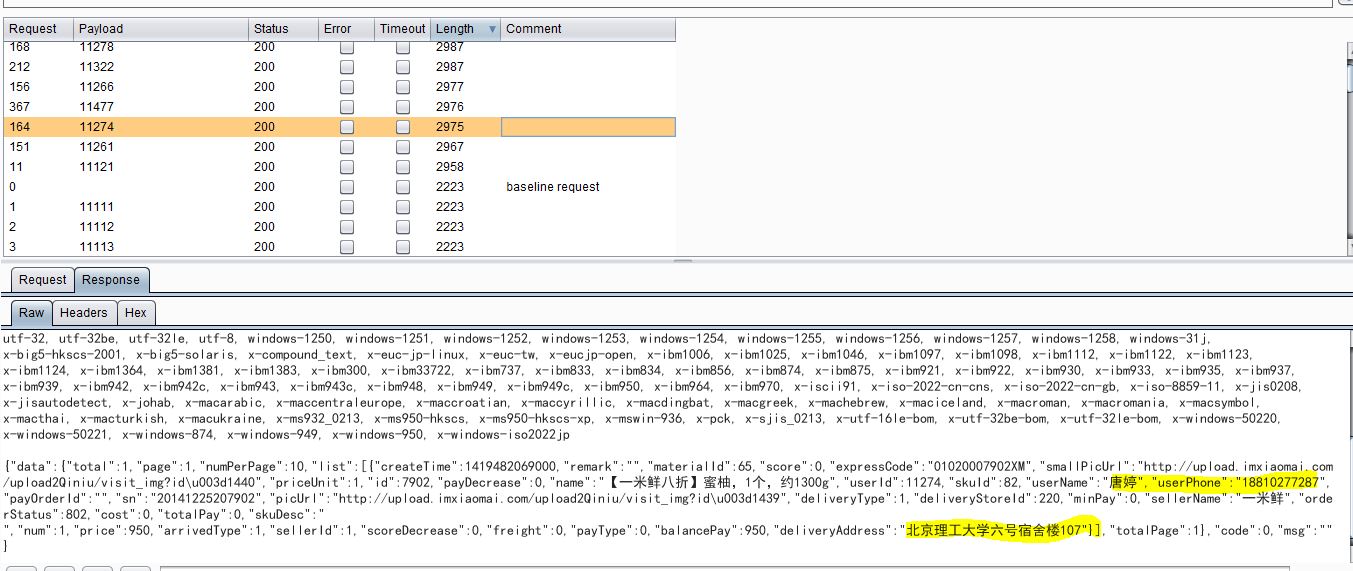 Request Payload Status Error Timeout Length Comment
168 11278 200 2987
212 11322 200 2987
156 11266 200 2977
367 11477 200 2976
164 11274 200 2975
151 11261 200 2967
11 11121 200 2958
0 200 2223 baseline request
1 11111 200 2223
2 11112 200 2223
3 11113 200 2223
Request Response
Raw Headers Hex
utf-32, utf-32be, utf-32le, utf-8, windows-1250, windows-1251, windows-1252, windows-1253, windows-1254, windows-1255, windows-1256, windows-1257, windows-1258, windows-31j,
x-big5-hkscs-2001, x-big5-solaris, x-compound_text, x-euc-jp-linux, x-euc-tw, x-eucjp-open, x-ibm1006, x-ibm1025, x-ibm1046, x-ibm1097, x-ibm1098, x-ibm1112, x-ibm1122, x-ibm1123,
x-ibm1124, x-ibm1364, x-ibm1381, x-ibm1383, x-ibm300, x-ibm33722, x-ibm737, x-ibm833, x-ibm834, x-ibm856, x-ibm874, x-ibm875, x-ibm921, x-ibm922, x-ibm930, x-ibm933, x-ibm935, x-ibm937,
x-ibm939, x-ibm942, x-ibm942c, x-ibm943, x-ibm943c, x-ibm948, x-ibm949, x-ibm949c, x-ibm950, x-ibm964, x-ibm970, x-iscii91, x-iso-2022-cn-cns, x-iso-2022-cn-gb, x-iso-8859-11, x-jis0208,
x-jisautodetect, x-johab, x-macarabic, x-maccentraleurope, x-maccroatian, x-maccyrillic, x-macdingbat, x-macgreek, x-machebrew, x-maciceland, x-macroman, x-macromania, x-macsymbol,
x-macthai, x-macturkish, x-macukraine, x-ms932_0213, x-ms950-hkscs, x-ms950-hkscs-xp, x-mswin-936, x-pck, x-sjis_0213, x-utf-16le-bom, x-utf-32be-bom, x-utf-32le-bom, x-windows-50220,
x-windows-50221, x-windows-874, x-windows-949, x-windows-950, x-windows-iso2022jp
{"data":{"total":1,"page":1,"numPerPage":10,"list":[{"createTime":1419482069000,"remark":"","materialId":65,"score":0,"expressCode":"01020007902XM","smallPicUrl":"http://upload.imxiaomai.com
/upload2Qiniu/visit_img?id\u003d1440","priceUnit":1,"id":7902,"payDecrease":0,"name":"【一米鲜八折】蜜柚，1个，约1300g","userId":11274,"skuId":82,"userName":"唐婷","userPhone":"18810277287",
"payOrderId":"","sn":"20141225207902","picUrl":"http://upload.imxiaomai.com/upload2Qiniu/visit_img?id\u003d1439","deliveryType":1,"deliveryStoreId":220,"minPay":0,"sellerName":"一米鲜","orde
rStatus":802,"cost":0,"totalPay":0,"skuDesc":"
","num":1,"price":950,"arrivedType":1,"sellerId":1,"scoreDecrease":0,"freight":0,"payType":0,"balancePay":950,"deliveryAddress":"北京理工大学六号宿舍楼107"}],"totalPage":1},"code":0,"msg":""
}